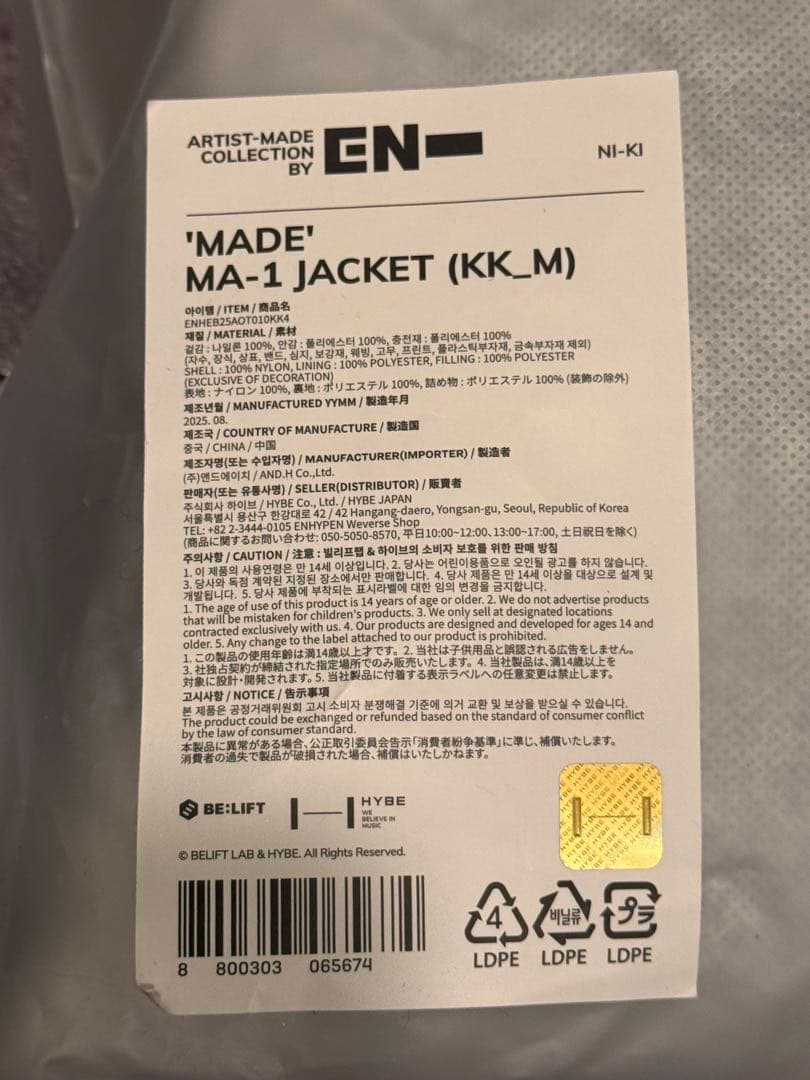 ARTIST-MADE
COLLECTION
BY
EN-
NI-KI
'MADE'
MA-1 JACKET (KK_M)
아이템 / ITEM / 商品名
ENHEB25AOT010KK4
재질 / MATERIAL / 素材
겉감 : 나일론 100%, 안감 : 폴리에스터 100%, 충전재 : 폴리에스터 100%
(자수, 장식, 상표, 밴드, 심지, 보강재, 웨빙, 고무, 프린트, 플라스틱부자재, 금속부자재 제외)
SHELL : 100% NYLON, LINING : 100% POLYESTER, FILLING : 100% POLYESTER
(EXCLUSIVE OF DECORATION)
表地 : ナイロン 100%, 裏地 : ポリエステル 100%, 詰め物 : ポリエステル 100% (装飾の除外)
제조년월 / MANUFACTURED YYMM / 製造年月
2025. 08.
제조국 / COUNTRY OF MANUFACTURE / 製造国
중국 / CHINA / 中国
제조자명(또는 수입자명) / MANUFACTURER(IMPORTER) / 製造者
(주)앤드에이치 / AND.H Co.,Ltd.
판매자(또는 유통사명) / SELLER(DISTRIBUTOR) / 販賣者
주식회사 하이브 / HYBE Co., Ltd. / HYBE JAPAN
서울특별시 용산구 한강대로 42 / 42 Hangang-daero, Yongsan-gu, Seoul, Republic of Korea
TEL: +82 2-3444-0105 ENHYPEN Weverse Shop
(商品に関するお問い合わせ: 050-5050-8570, 平日10:00~12:00、13:00~17:00, 土日祝日を除く)
주의사항 / CAUTION / 注意 : 빌리프랩 & 하이브의 소비자 보호를 위한 판매 방침
1. 이 제품의 사용연령은 만 14세 이상입니다. 2. 당사는 어린이용품으로 오인될 광고를 하지 않습니다.
3. 당사와 독점 계약된 지정된 장소에서만 판매합니다. 4. 당사 제품은 만 14세 이상을 대상으로 설계 및
개발됩니다. 5. 당사 제품에 부착되는 표시라벨에 대한 임의 변경을 금지합니다.
1. The age of use of this product is 14 years of age or older. 2. We do not advertise products
that will be mistaken for children's products. 3. We only sell at designated locations
contracted exclusively with us. 4. Our products are designed and developed for ages 14 and
older. 5. Any change to the label attached to our product is prohibited.
1. この製品の使用年齢は満14歳以上才です。 2. 当社は子供用品と誤認される広告をしません。
3. 社独占契約が締結された指定場所でのみ販売いたします。 4. 当社製品は、満14歳以上を
対象に設計・開発されます。 5. 当社製品に付着する表示ラベルへの任意変更は禁止します。
고시사항 / NOTICE / 告示事項
본 제품은 공정거래위원회 고시 소비자 분쟁해결 기준에 의거 교환 및 보상을 받으실 수 있습니다.
The product could be exchanged or refunded based on the standard of consumer conflict
by the law of consumer standard.
本製品に異常がある場合、公正取引委員会告示「消費者紛争基準」に準じ、補償いたします。
消費者の過失で製品が破損された場合、補償はいたしかねます。
BE:LIFT
HYBE
WE
BELIEVE IN
MUSIC
© BELIFT LAB & HYBE. All Rights Reserved.
8 800303 065674
4
LDPE
비닐류
LDPE
プラ
LDPE